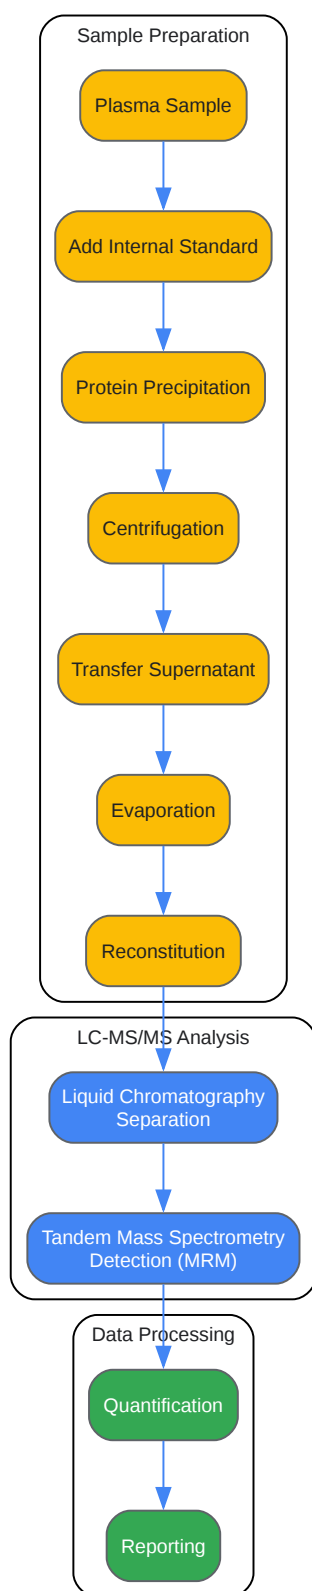 Sample Preparation
Plasma Sample
Add Internal Standard
Protein Precipitation
Centrifugation
Transfer Supernatant
Evaporation
Reconstitution
LC-MS/MS Analysis
Liquid Chromatography
Separation
Tandem Mass Spectrometry
Detection (MRM)
Data Processing
Quantification
Reporting